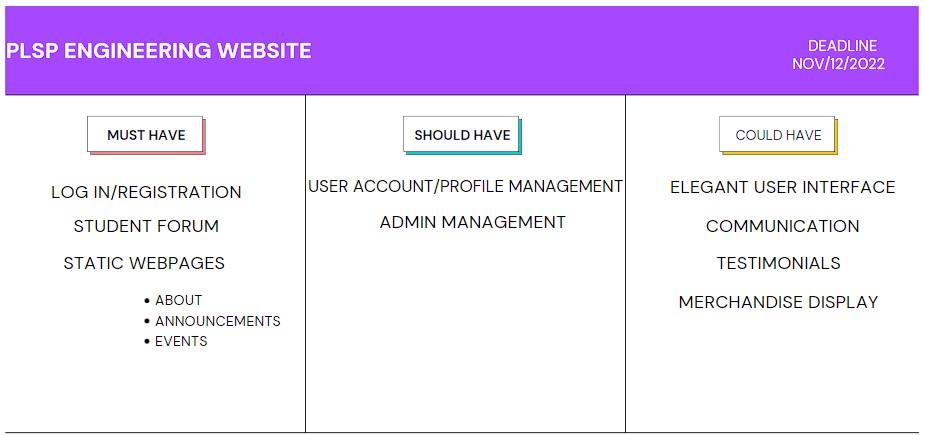 PLSP ENGINEERING WEBSITE
DEADLINE
NOV/12/2022
MUST HAVE
LOG IN/REGISTRATION
STUDENT FORUM
STATIC WEBPAGES
• ABOUT
• ANNOUNCEMENTS
• EVENTS
SHOULD HAVE
USER ACCOUNT/PROFILE MANAGEMENT
ADMIN MANAGEMENT
COULD HAVE
ELEGANT USER INTERFACE
COMMUNICATION
TESTIMONIALS
MERCHANDISE DISPLAY